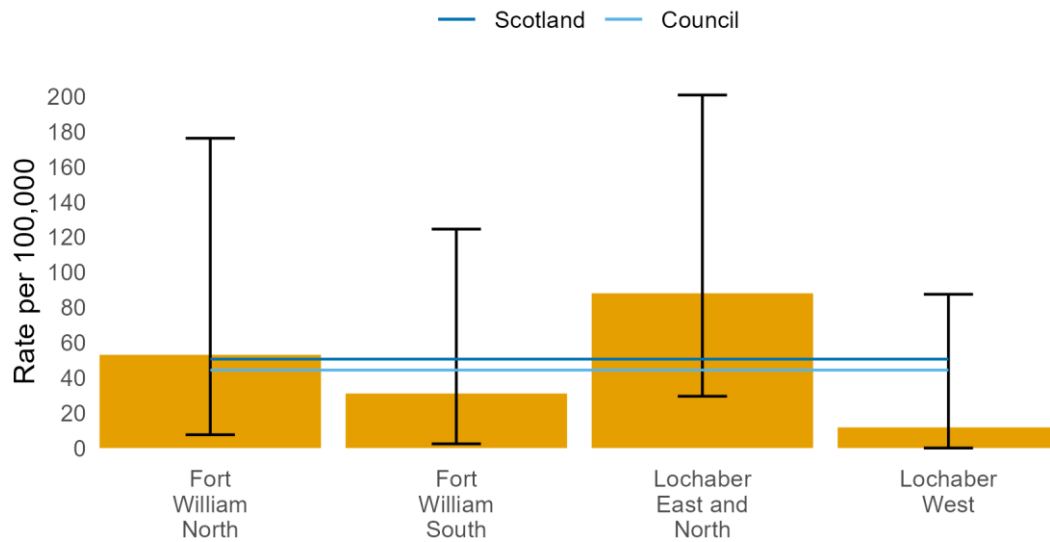 Scotland Council
Rate per 100,000
200
180
160
140
120
100
80
60
40
20
0
Fort
William
North
Fort
William
South
Lochaber
East and
North
Lochaber
West